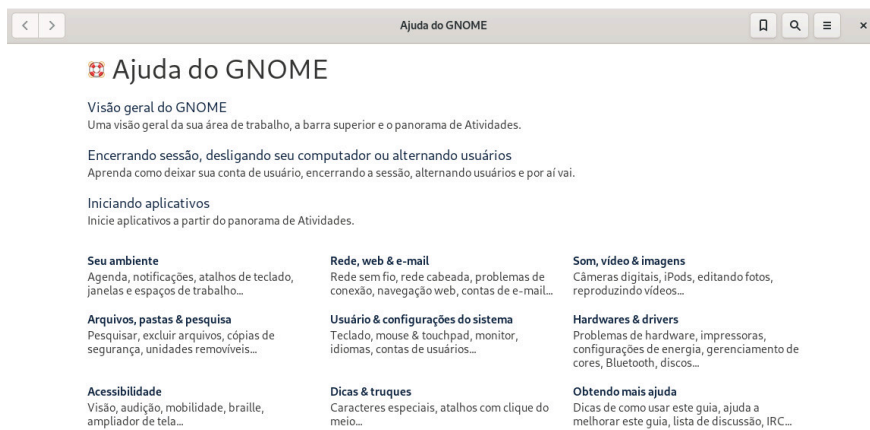 Ajuda do GNOME
Ajuda do GNOME
Visão geral do GNOME
Uma visão geral da sua área de trabalho, a barra superior e o panorama de Atividades.
Encerrando sessão, desligando seu computador ou alternando usuários
Aprenda como deixar sua conta de usuário, encerrando a sessão, alternando usuários e por aí vai.
Iniciando aplicativos
Inicie aplicativos a partir do panorama de Atividades.
Seu ambiente
Agenda, notificações, atalhos de teclado,
janelas e espaços de trabalho…
Rede, web & e-mail
Rede sem fio, rede cabeada, problemas de
conexão, navegação web, contas de e-mail…
Som, vídeo & imagens
Câmeras digitais, iPods, editando fotos,
reproduzindo vídeos…
Arquivos, pastas & pesquisa
Pesquisar, excluir arquivos, cópias de
segurança, unidades removíveis…
Usuário & configurações do sistema
Teclado, mouse & touchpad, monitor,
idiomas, contas de usuários…
Hardwares & drivers
Problemas de hardware, impressoras,
configurações de energia, gerenciamento de
cores, Bluetooth, discos…
Acessibilidade
Visão, audição, mobilidade, braille,
ampliador de tela…
Dicas & truques
Caracteres especiais, atalhos com clique do
meio…
Obtendo mais ajuda
Dicas de como usar este guia, ajuda a
melhorar este guia, lista de discussão, IRC…